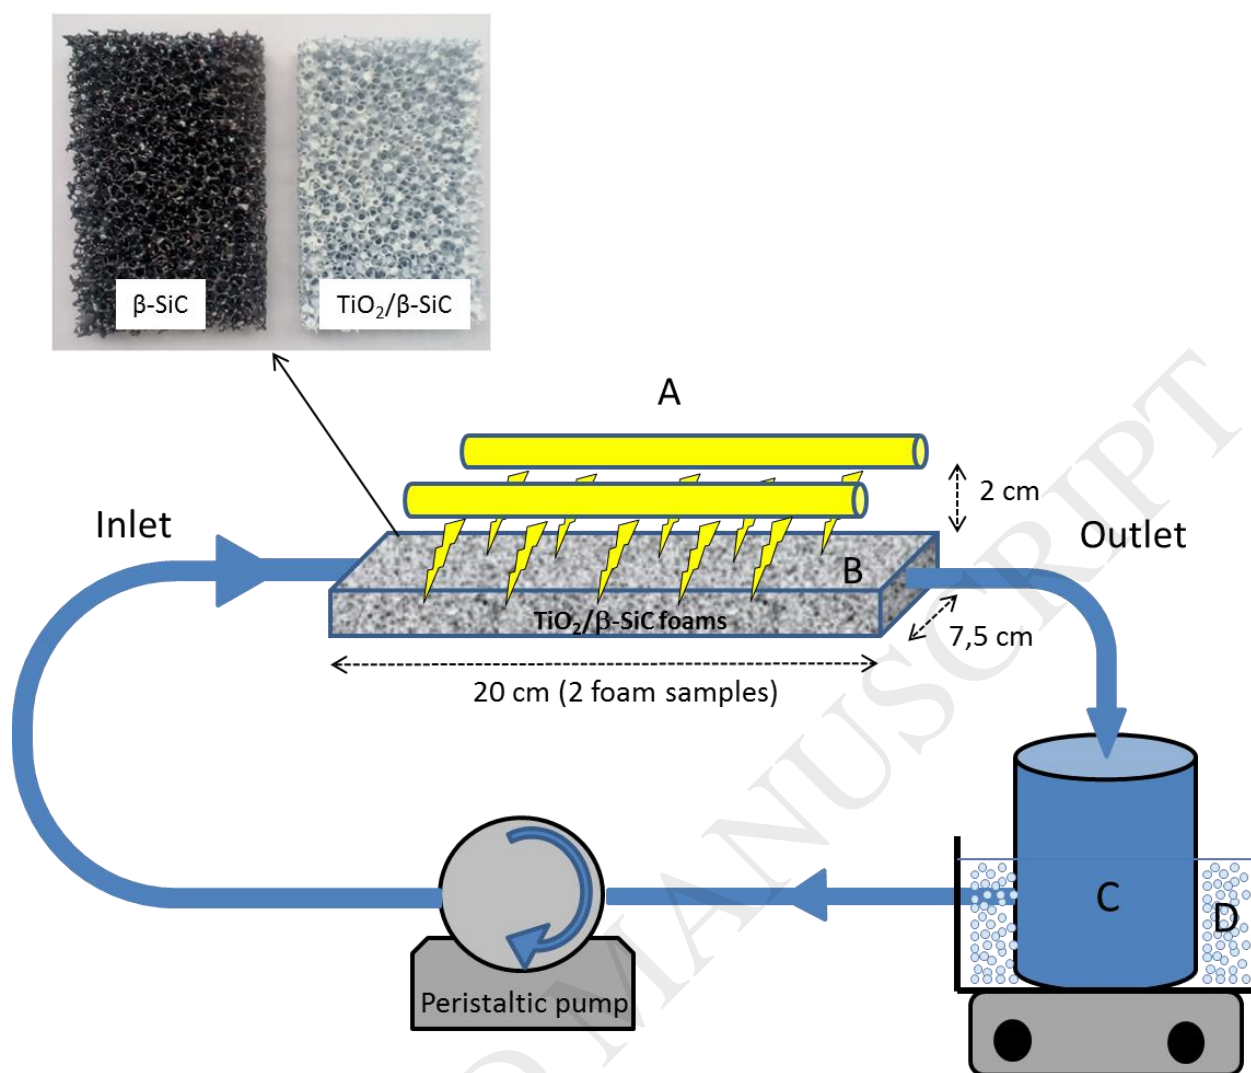 β-SiC
TiO₂/β-SiC
A
2 cm
Inlet
Outlet
B
TiO₂/β-SiC foams
7,5 cm
20 cm (2 foam samples)
C
D
Peristaltic pump
D MANUSCRIPT